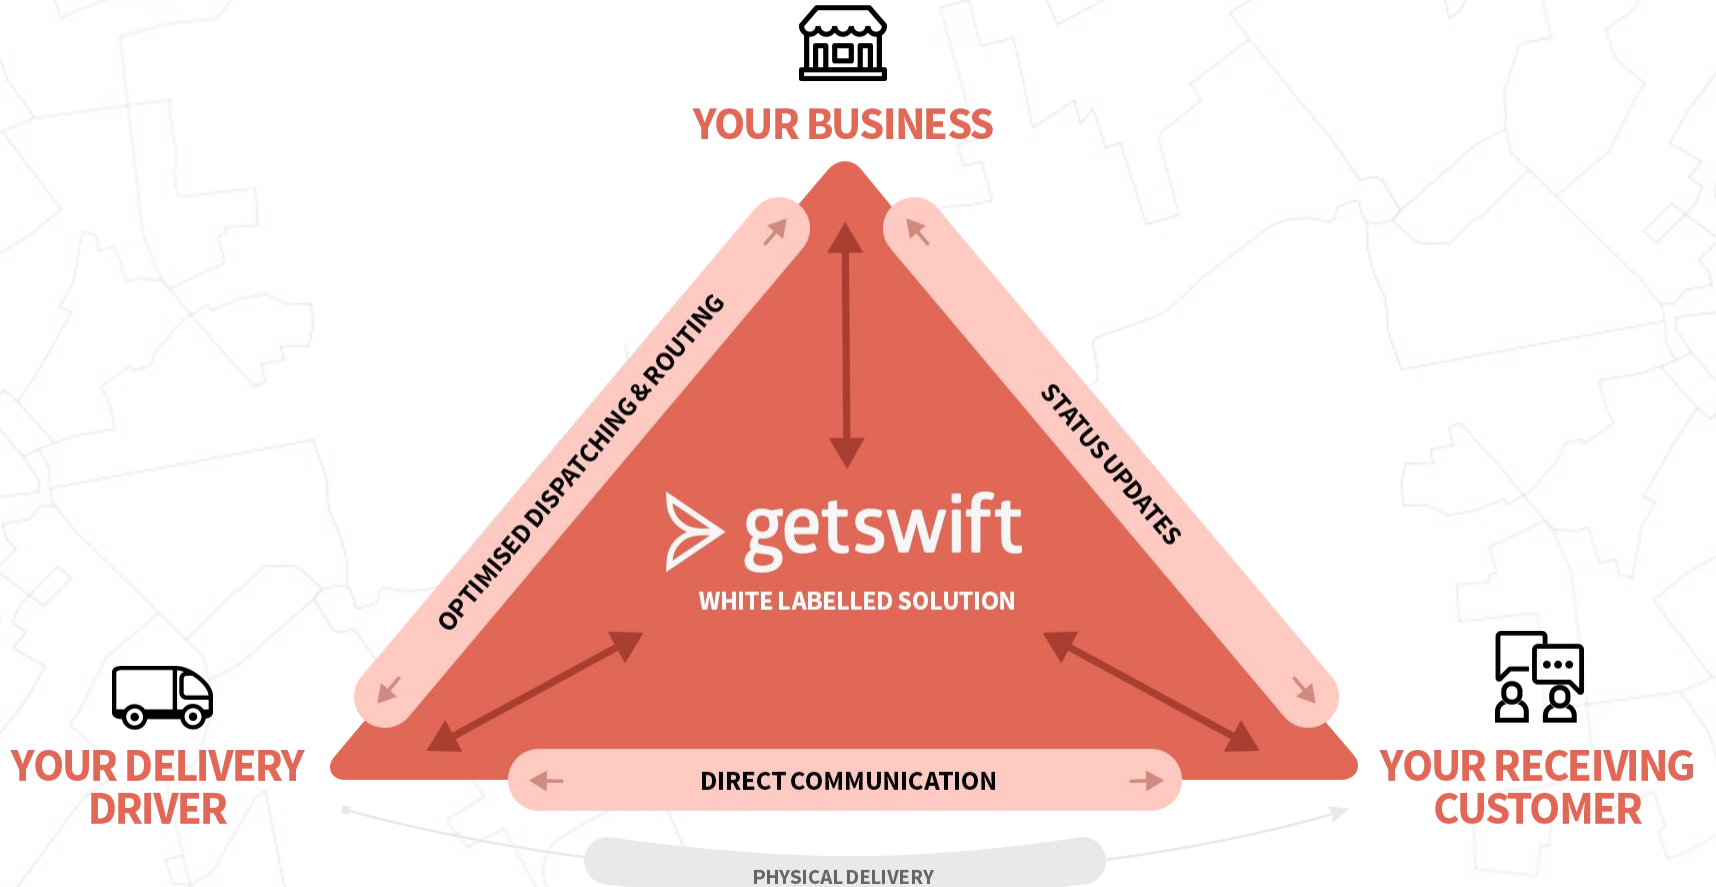 YOUR BUSINESS
OPTIMISED DISPATCHING & ROUTING
STATUS UPDATES
getswift
WHITE LABELLED SOLUTION
YOUR DELIVERY
DRIVER
DIRECT COMMUNICATION
YOUR RECEIVING
CUSTOMER
PHYSICAL DELIVERY